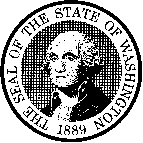 THE SEAL OF THE STATE OF WASHINGTON
1889